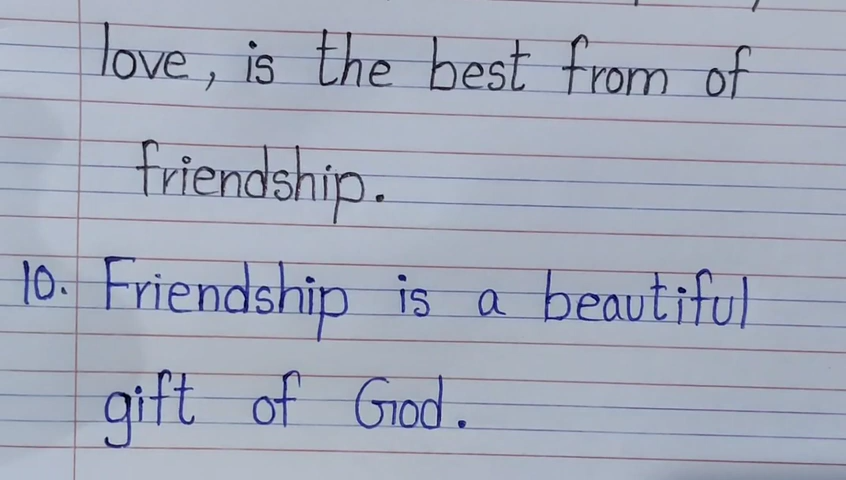 love, is the best from of
friendship.
10. Friendship is a beautiful
gift of God.